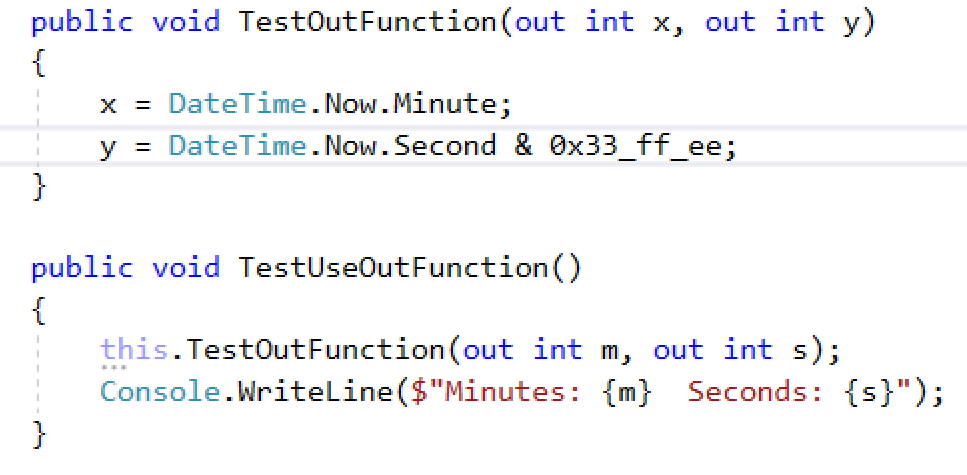 public void TestOutFunction(out int x, out int y)
{
    x = DateTime.Now.Minute;
    y = DateTime.Now.Second & 0x33_ff_ee;
}

public void TestUseOutFunction()
{
    this.TestOutFunction(out int m, out int s);
    Console.WriteLine($"Minutes: {m}  Seconds: {s}");
}